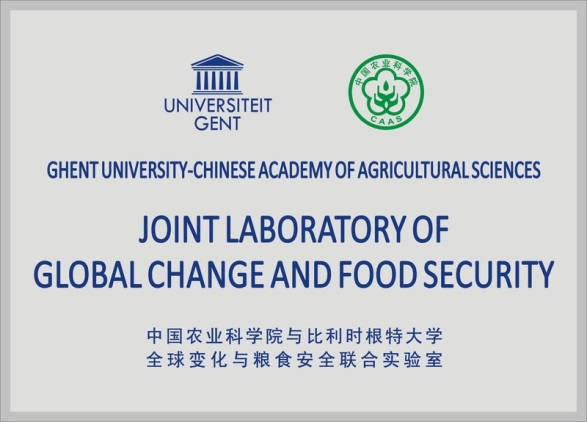 UNIVERSITEIT
GENT
中国农业科学院
CAAS
GHENT UNIVERSITY-CHINESE ACADEMY OF AGRICULTURAL SCIENCES
JOINT LABORATORY OF
GLOBAL CHANGE AND FOOD SECURITY
中国农业科学院与比利时根特大学
全球变化与粮食安全联合实验室